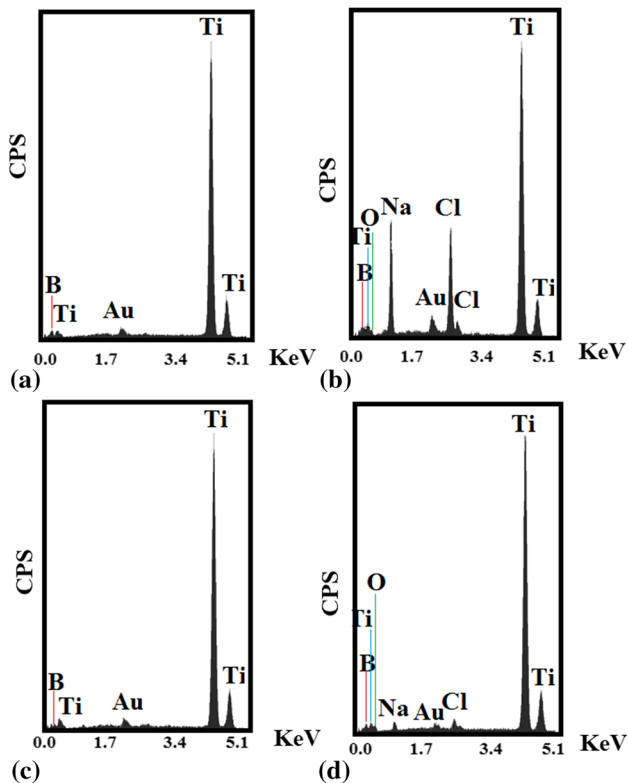 CPS
Ti
B
Ti
Au
Ti
0.0 1.7 3.4 5.1 KeV
(a)
CPS
Ti
Na
Cl
O
Ti
B
Au
Cl
Ti
0.0 1.7 3.4 5.1 KeV
(b)
CPS
Ti
B
Ti
Au
Ti
0.0 1.7 3.4 5.1 KeV
(c)
CPS
Ti
O
Ti
B
Na
Au
Cl
Ti
0.0 1.7 3.4 5.1 KeV
(d)